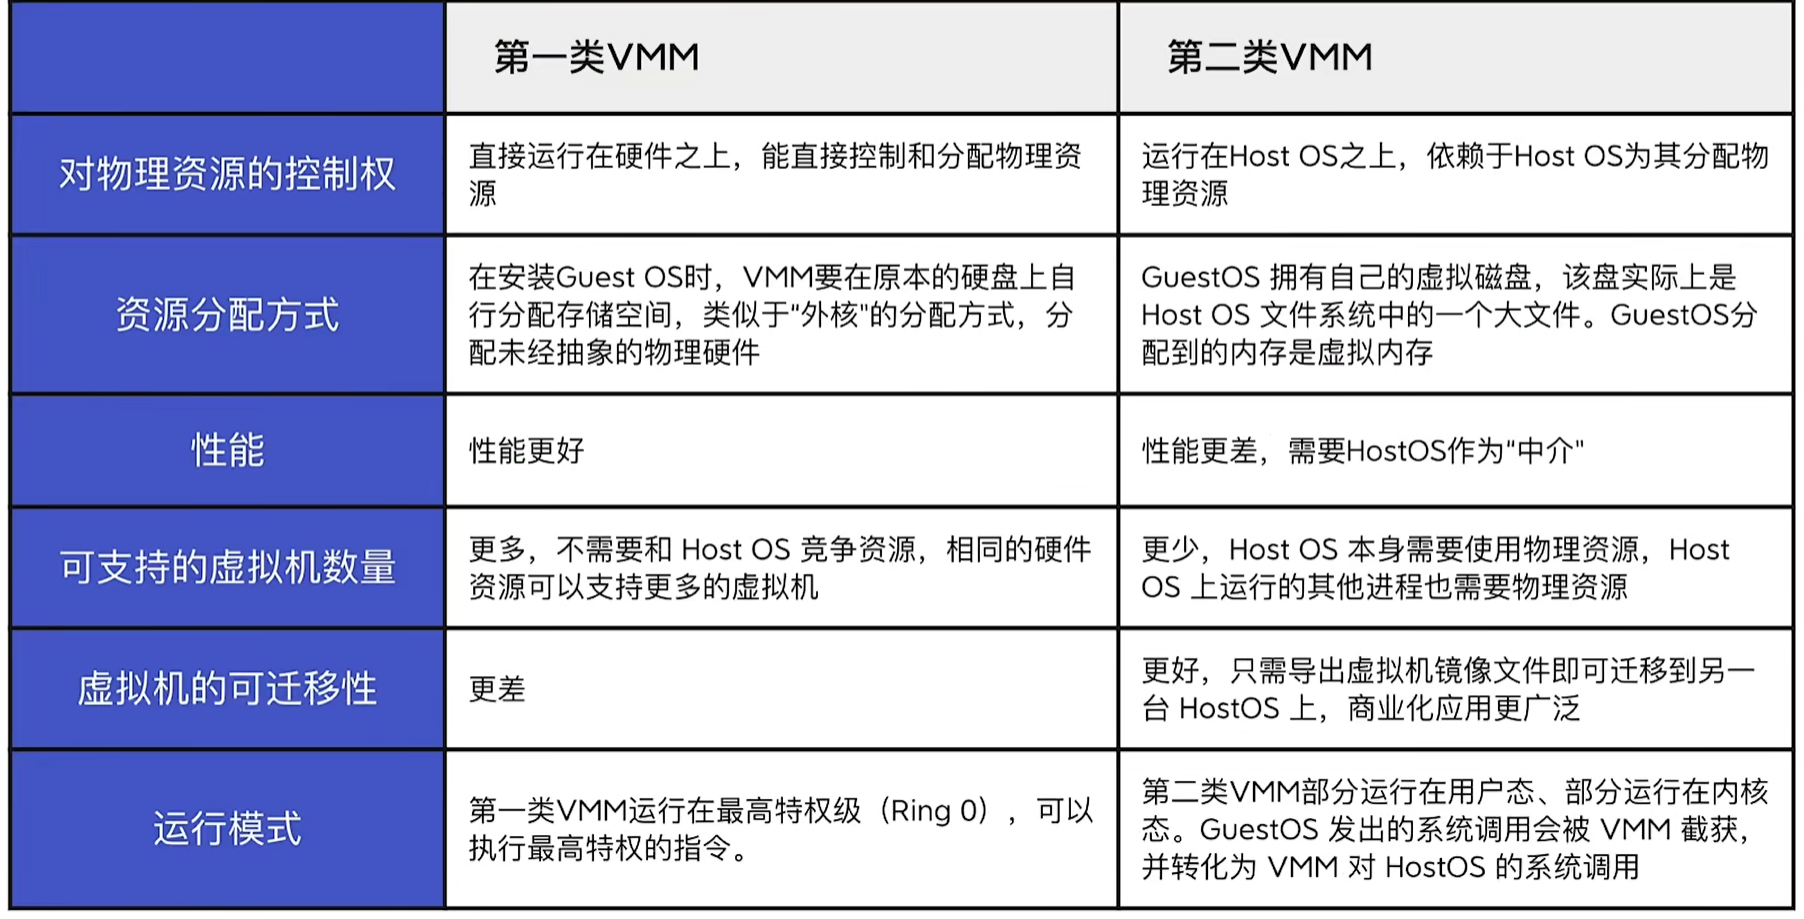 第一类VMM
第二类VMM
对物理资源的控制权
直接运行在硬件之上，能直接控制和分配物理资
源
运行在Host OS之上，依赖于Host OS为其分配物
理资源
资源分配方式
在安装Guest OS时，VMM要在原本的硬盘上自
行分配存储空间，类似于"外核"的分配方式，分
配未经抽象的物理硬件
GuestOS 拥有自己的虚拟磁盘，该盘实际上是
Host OS 文件系统中的一个大文件。GuestOS分
配到的内存是虚拟内存
性能
性能更好
性能更差，需要HostOS作为"中介"
可支持的虚拟机数量
更多，不需要和 Host OS 竞争资源，相同的硬件
资源可以支持更多的虚拟机
更少，Host OS 本身需要使用物理资源，Host
OS 上运行的其他进程也需要物理资源
虚拟机的可迁移性
更差
更好，只需导出虚拟机镜像文件即可迁移到另一
台 HostOS 上，商业化应用更广泛
运行模式
第一类VMM运行在最高特权级（Ring 0），可以
执行最高特权的指令。
第二类VMM部分运行在用户态、部分运行在内核
态。GuestOS 发出的系统调用会被 VMM 截获，
并转化为 VMM 对 HostOS 的系统调用